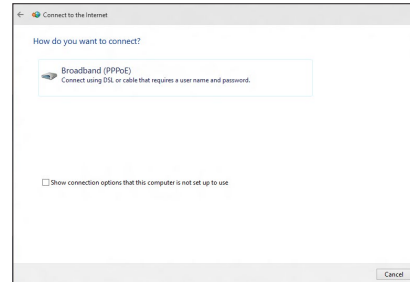 Connect to the Internet
How do you want to connect?
Broadband (PPPoE)
Connect using DSL or cable that requires a user name and password.
Show connection options that this computer is not set up to use
Cancel